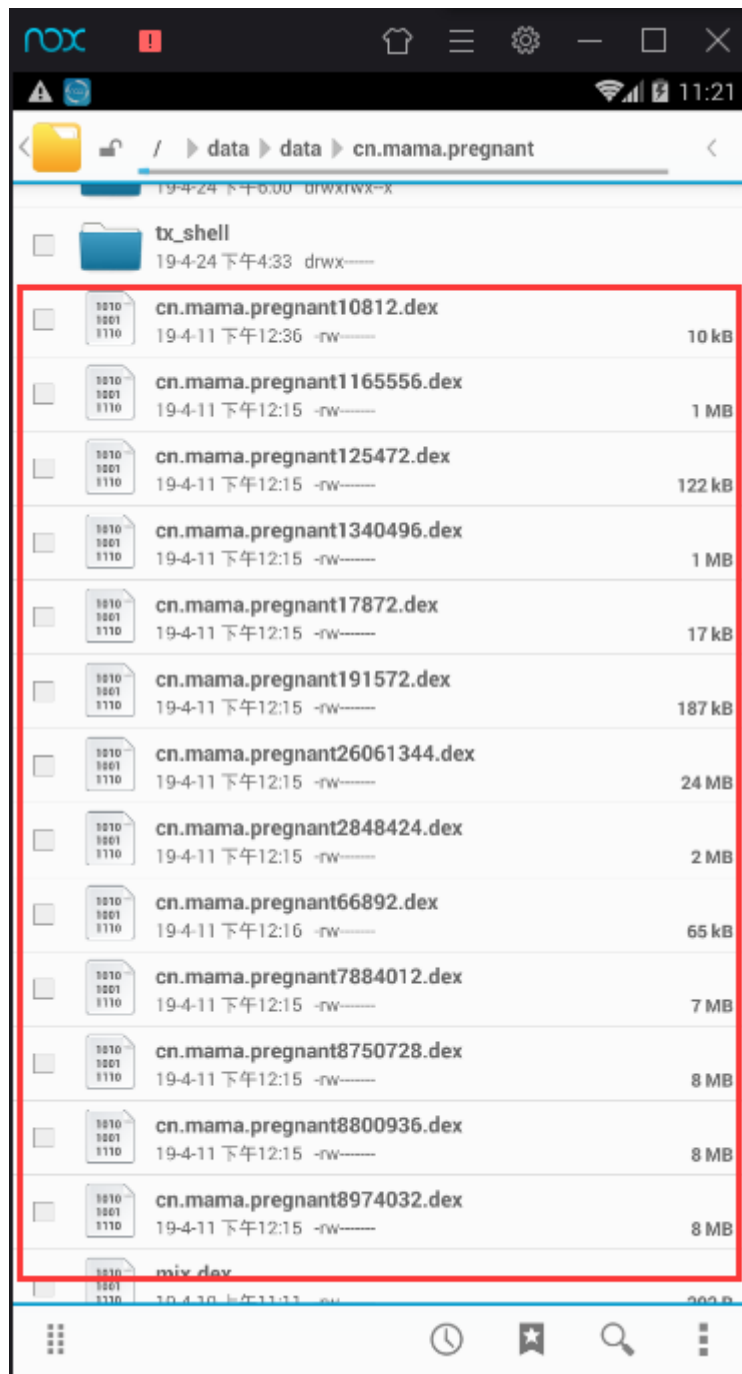 nox
11:21
/ data data cn.mama.pregnant
19-4-24 下午6:00 drwxrwx--x
tx_shell
19-4-24 下午4:33 drwx------
cn.mama.pregnant10812.dex
19-4-11 下午12:36 -rw-------
10 kB
cn.mama.pregnant1165556.dex
19-4-11 下午12:15 -rw-------
1 MB
cn.mama.pregnant125472.dex
19-4-11 下午12:15 -rw-------
122 kB
cn.mama.pregnant1340496.dex
19-4-11 下午12:15 -rw-------
1 MB
cn.mama.pregnant17872.dex
19-4-11 下午12:15 -rw-------
17 kB
cn.mama.pregnant191572.dex
19-4-11 下午12:15 -rw-------
187 kB
cn.mama.pregnant26061344.dex
19-4-11 下午12:15 -rw-------
24 MB
cn.mama.pregnant2848424.dex
19-4-11 下午12:15 -rw-------
2 MB
cn.mama.pregnant66892.dex
19-4-11 下午12:16 -rw-------
65 kB
cn.mama.pregnant7884012.dex
19-4-11 下午12:15 -rw-------
7 MB
cn.mama.pregnant8750728.dex
19-4-11 下午12:15 -rw-------
8 MB
cn.mama.pregnant8800936.dex
19-4-11 下午12:15 -rw-------
8 MB
cn.mama.pregnant8974032.dex
19-4-11 下午12:15 -rw-------
8 MB
mix.dex